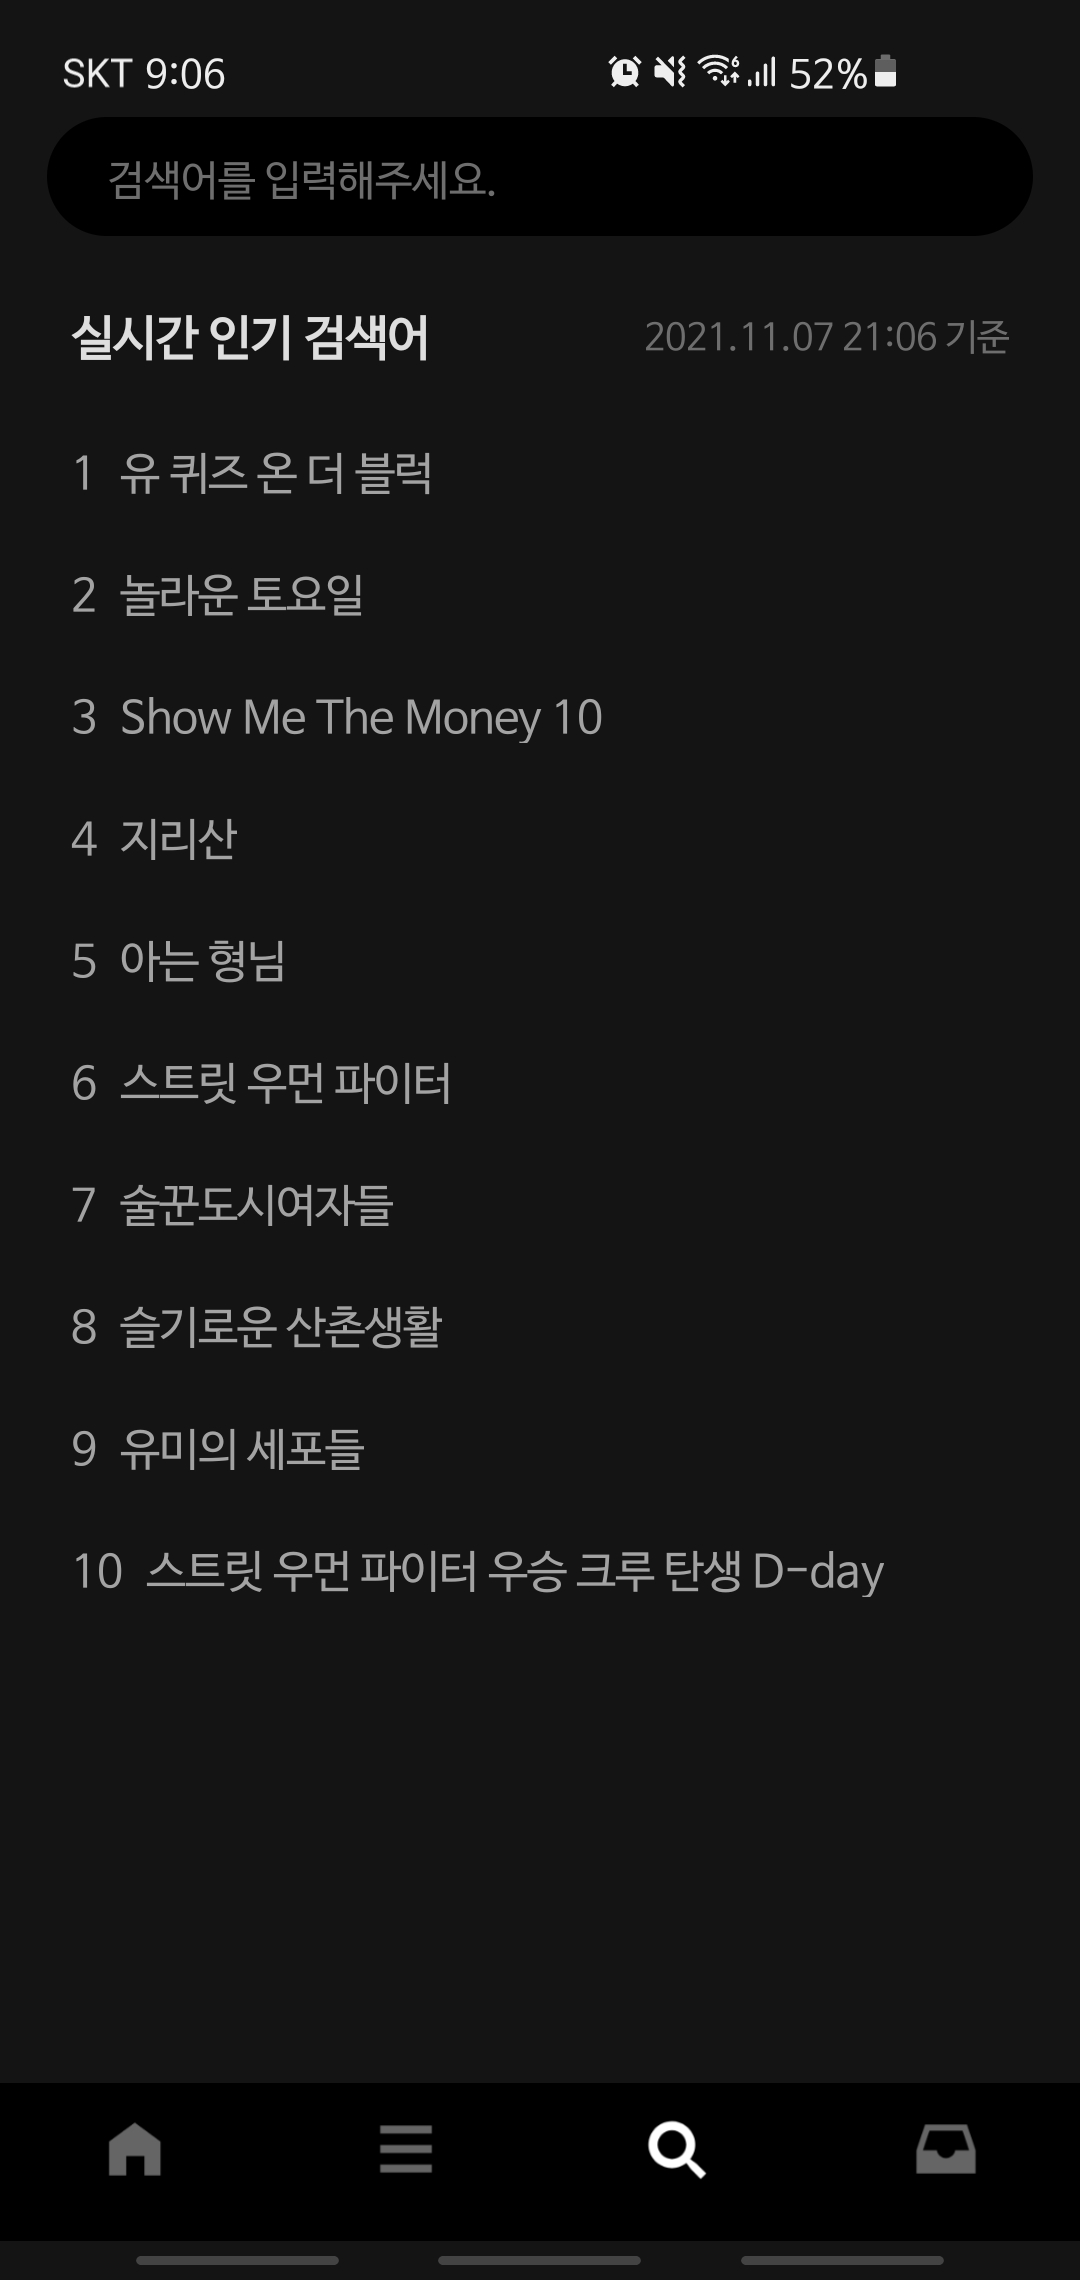 SKT 9:06 6 52%
검색어를 입력해주세요.
실시간 인기 검색어 2021.11.07 21:06 기준
1 유 퀴즈 온 더 블럭
2 놀라운 토요일
3 Show Me The Money 10
4 지리산
5 아는 형님
6 스트릿 우먼 파이터
7 술꾼도시여자들
8 슬기로운 산촌생활
9 유미의 세포들
10 스트릿 우먼 파이터 우승 크루 탄생 D-day